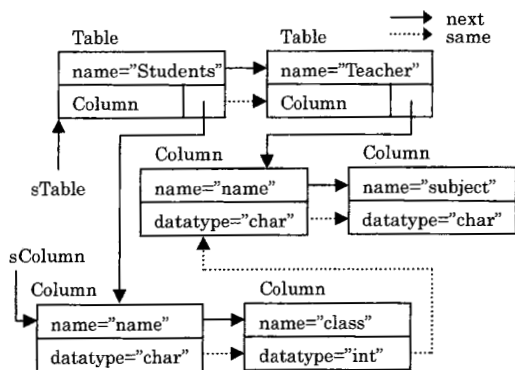 next
same
Table
Table
name="Students"
name="Teacher"
Column
Column
sTable
Column
Column
name="name"
name="subject"
datatype="char"
datatype="char"
sColumn
Column
Column
name="name"
name="class"
datatype="char"
datatype="int"